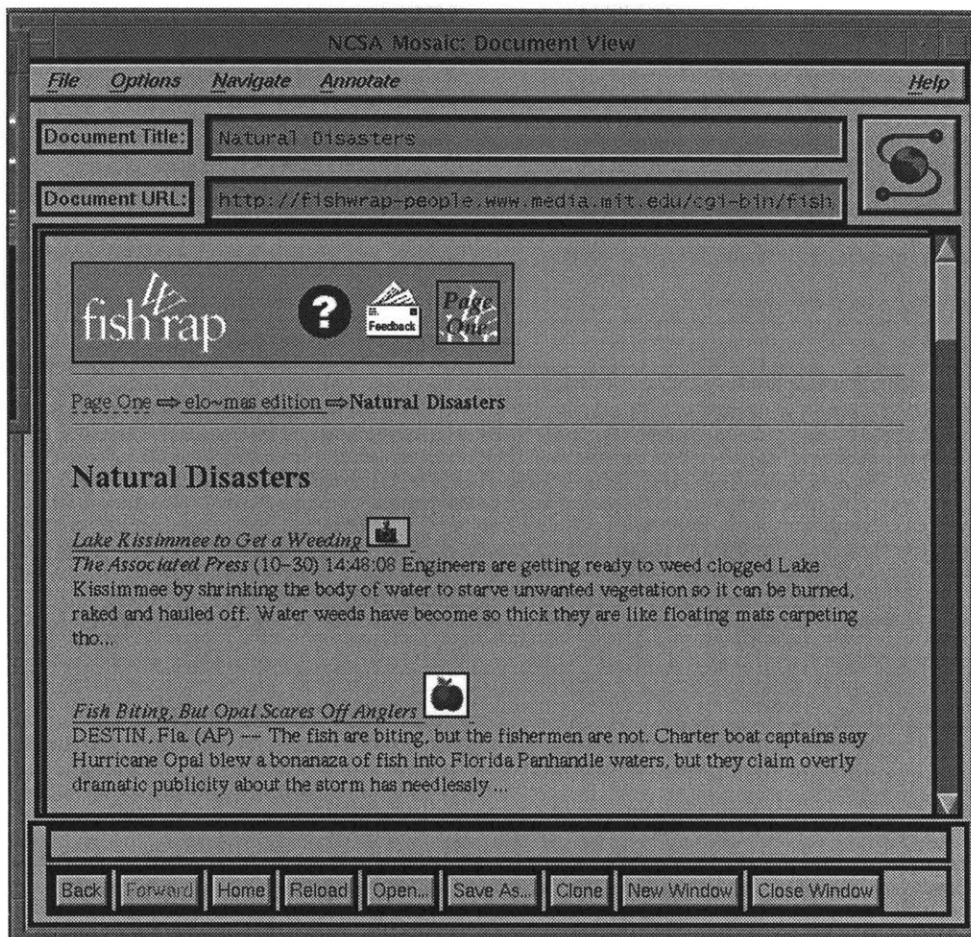 NCSA Mosaic: Document View
File Options Navigate Annotate Help
Document Title: Natural Disasters
Document URL: http://fishwrap-people.www.media.mit.edu/cgi-bin/fish
fishWrap ? Feedback Page One
Page One ⇒ elo~mas edition ⇒ Natural Disasters
Natural Disasters
Lake Kissimmee to Get a Weeding
The Associated Press (10-30) 14:48:08 Engineers are getting ready to weed clogged Lake
Kissimmee by shrinking the body of water to starve unwanted vegetation so it can be burned,
raked and hauled off. Water weeds have become so thick they are like floating mats carpeting
tho...
Fish Biting, But Opal Scares Off Anglers
DESTIN, Fla. (AP) — The fish are biting, but the fishermen are not. Charter boat captains say
Hurricane Opal blew a bonanaza of fish into Florida Panhandle waters, but they claim overly
dramatic publicity about the storm has needlessly ...
Back Forward Home Reload Open... Save As... Clone New Window Close Window